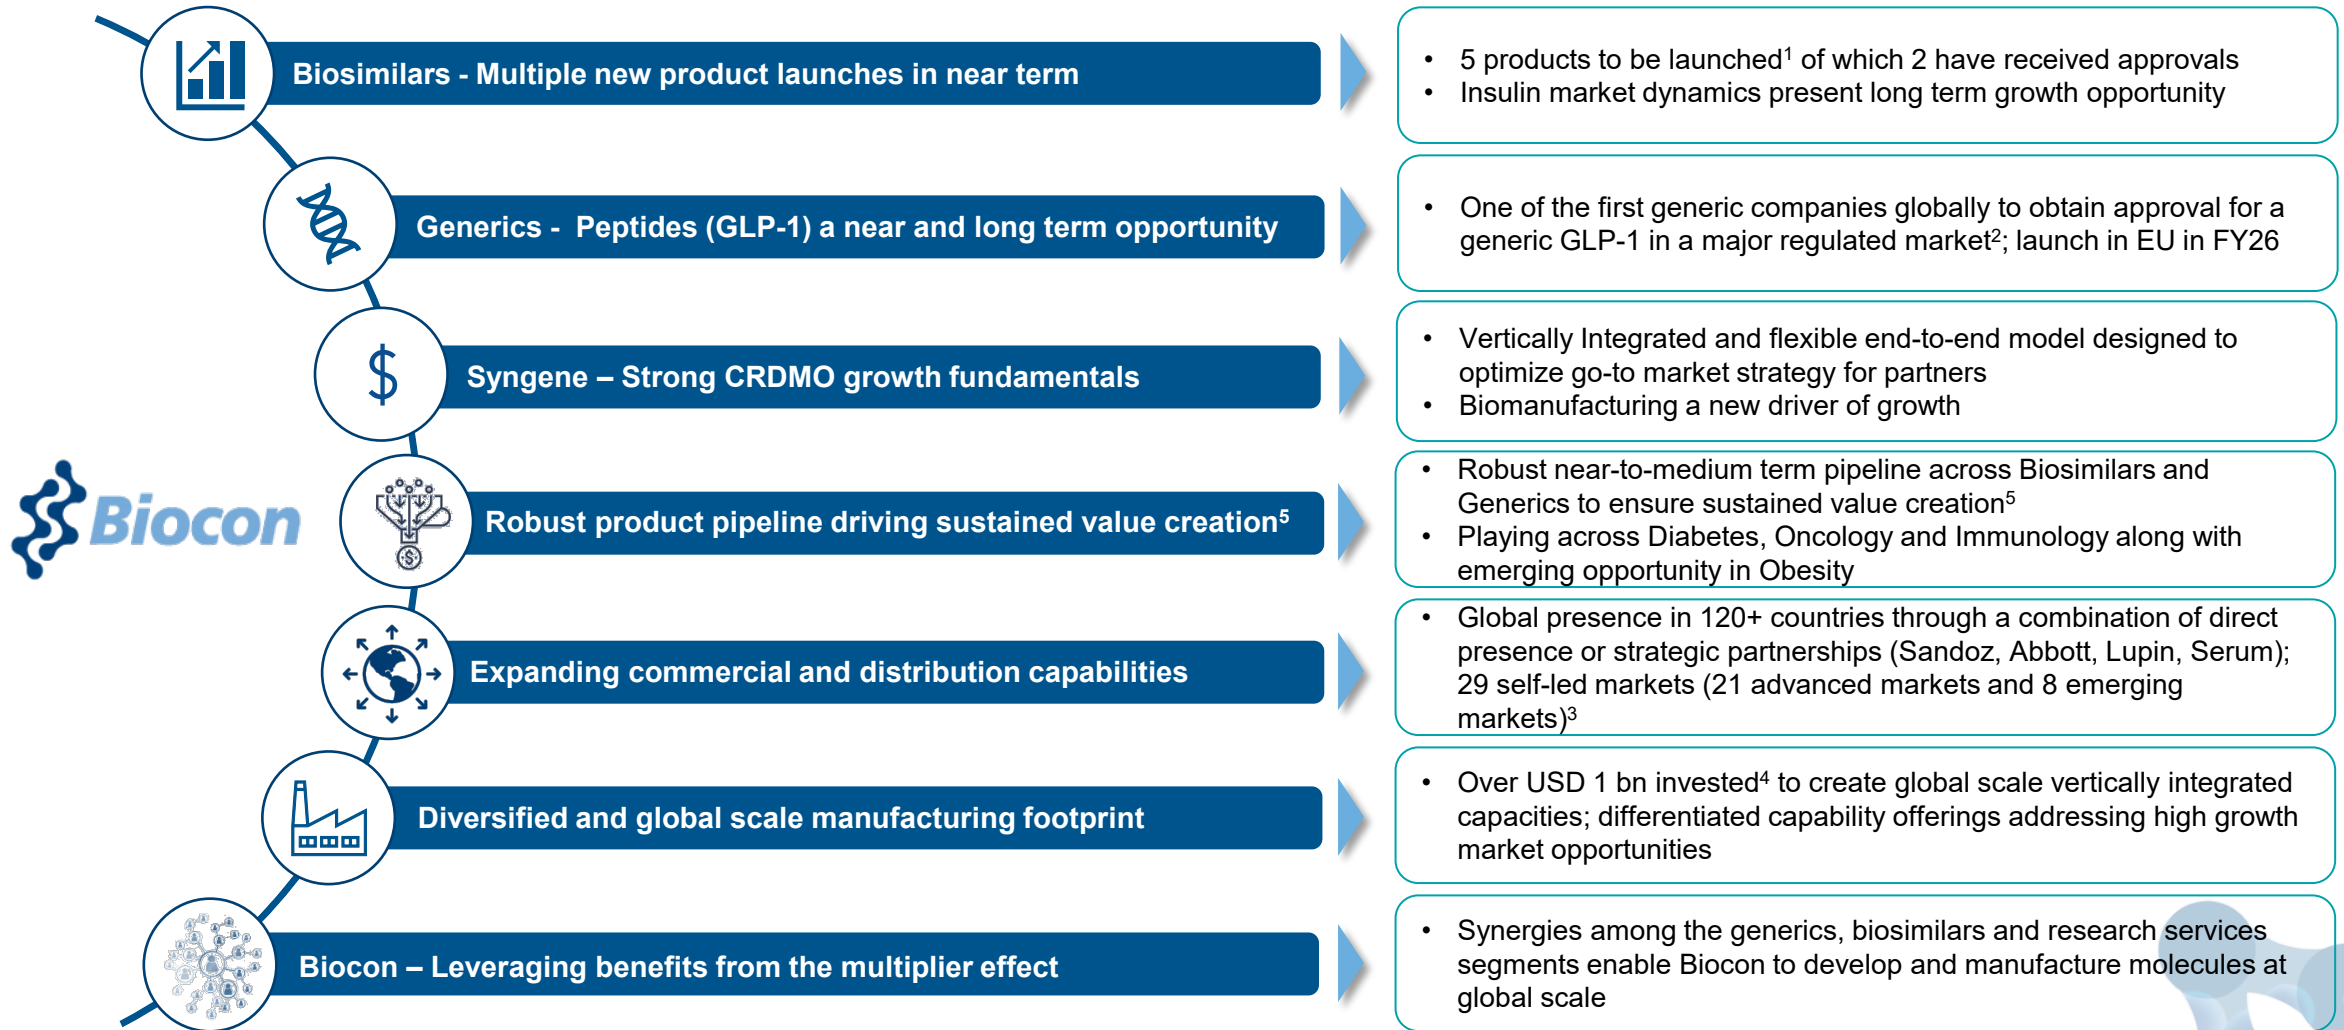 Biosimilars - Multiple new product launches in near term
• 5 products to be launched¹ of which 2 have received approvals
• Insulin market dynamics present long term growth opportunity
Generics - Peptides (GLP-1) a near and long term opportunity
• One of the first generic companies globally to obtain approval for a
generic GLP-1 in a major regulated market²; launch in EU in FY26
$
Syngene – Strong CRDMO growth fundamentals
• Vertically Integrated and flexible end-to-end model designed to
optimize go-to market strategy for partners
• Biomanufacturing a new driver of growth
Biocon
$
Robust product pipeline driving sustained value creation⁵
• Robust near-to-medium term pipeline across Biosimilars and
Generics to ensure sustained value creation⁵
• Playing across Diabetes, Oncology and Immunology along with
emerging opportunity in Obesity
Expanding commercial and distribution capabilities
• Global presence in 120+ countries through a combination of direct
presence or strategic partnerships (Sandoz, Abbott, Lupin, Serum);
29 self-led markets (21 advanced markets and 8 emerging
markets)³
Diversified and global scale manufacturing footprint
• Over USD 1 bn invested⁴ to create global scale vertically integrated
capacities; differentiated capability offerings addressing high growth
market opportunities
Biocon – Leveraging benefits from the multiplier effect
• Synergies among the generics, biosimilars and research services
segments enable Biocon to develop and manufacture molecules at
global scale